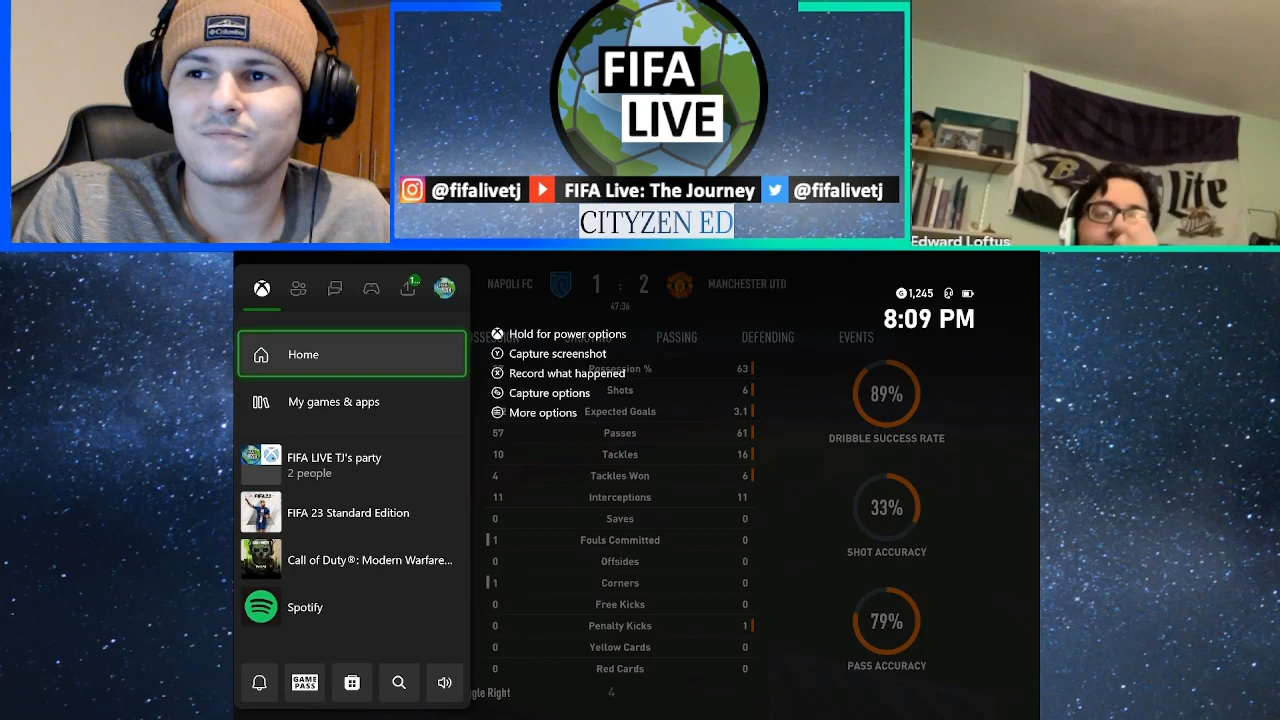 Columbia
FIFA
LIVE
@fifalivetj
FIFA Live: The Journey
@fifalivetj
CITYZEN ED
RAVENS
Lite
Edward Loftus
NAPOLI FC
1 : 2
MANCHESTER UTD
47:36
G 1,245
8:09 PM
Home
My games & apps
FIFA LIVE TJ's party
2 people
FIFA 23 Standard Edition
Call of Duty®: Modern Warfare...
Spotify
GAME
PASS
Hold for power options
Capture screenshot
Record what happened
Capture options
More options
PASSING
DEFENDING
EVENTS
Possession % 63
Shots 6
Expected Goals 3.1
57 Passes 61
10 Tackles 16
4 Tackles Won 6
11 Interceptions 11
0 Saves 0
1 Fouls Committed 0
0 Offsides 0
1 Corners 0
0 Free Kicks 0
0 Penalty Kicks 1
0 Yellow Cards 0
0 Red Cards 0
ggle Right
4
89%
DRIBBLE SUCCESS RATE
33%
SHOT ACCURACY
79%
PASS ACCURACY